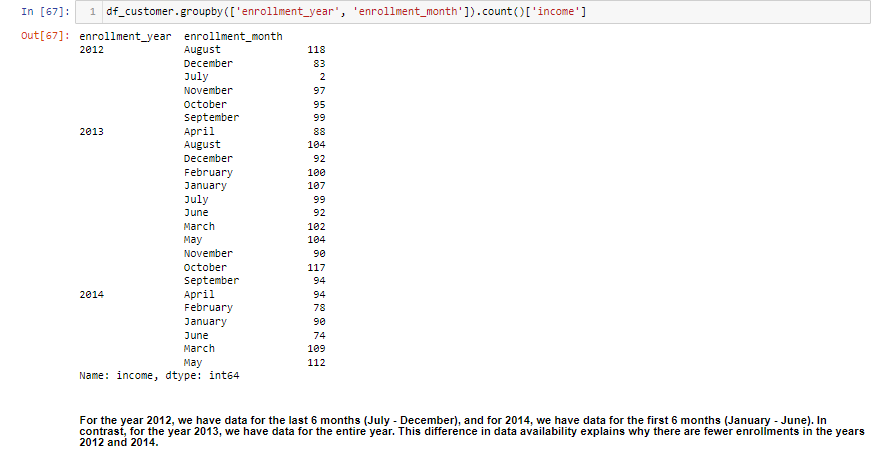 In [67]: 1 df_customer.groupby(['enrollment_year', 'enrollment_month']).count()['income']
Out[67]: enrollment_year enrollment_month
2012 August 118
December 83
July 2
November 97
October 95
September 99
2013 April 88
August 104
December 92
February 100
January 107
July 99
June 92
March 102
May 104
November 90
October 117
September 94
2014 April 94
February 78
January 90
June 74
March 109
May 112
Name: income, dtype: int64
For the year 2012, we have data for the last 6 months (July - December), and for 2014, we have data for the first 6 months (January - June). In
contrast, for the year 2013, we have data for the entire year. This difference in data availability explains why there are fewer enrollments in the years
2012 and 2014.